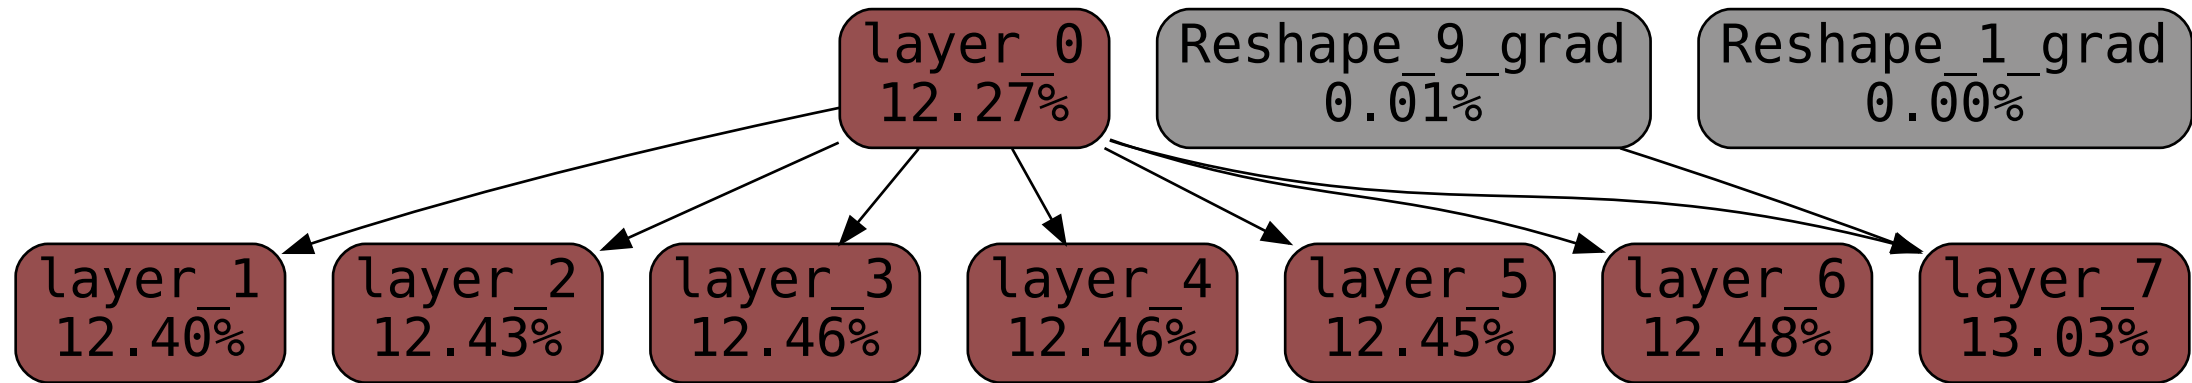 layer_0
12.27%
Reshape_9_grad
0.01%
Reshape_1_grad
0.00%
layer_1
12.40%
layer_2
12.43%
layer_3
12.46%
layer_4
12.46%
layer_5
12.45%
layer_6
12.48%
layer_7
13.03%